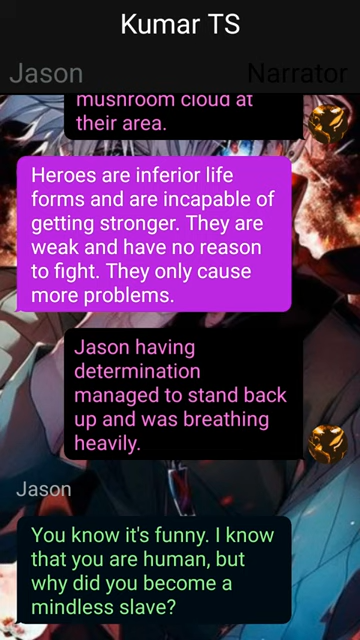 Kumar TS
Jason
Narrator
mushroom cloud at
their area.
Heroes are inferior life
forms and are incapable of
getting stronger. They are
weak and have no reason
to fight. They only cause
more problems.
Jason having
determination
managed to stand back
up and was breathing
heavily.
Jason
You know it's funny. I know
that you are human, but
why did you become a
mindless slave?